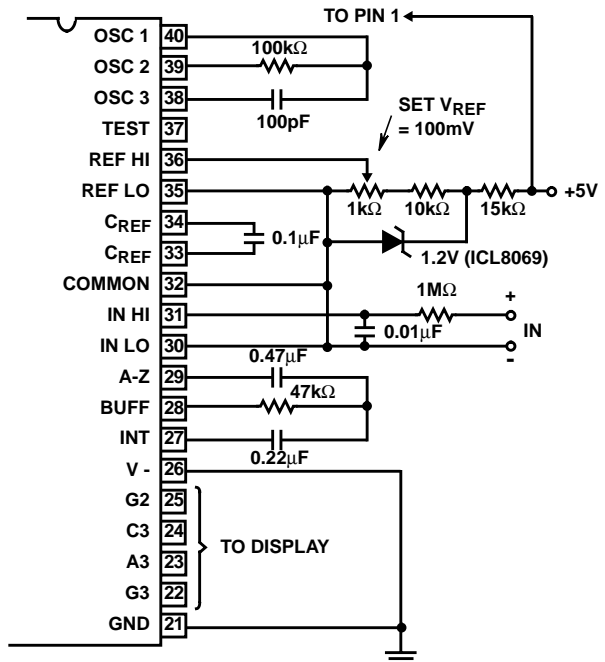 TO PIN 1
OSC 1 40
100kΩ
OSC 2 39
OSC 3 38
100pF
SET VREF
= 100mV
TEST 37
REF HI 36
REF LO 35
1kΩ 10kΩ 15kΩ
+5V
CREF 34
0.1μF
CREF 33
1.2V (ICL8069)
COMMON 32
1MΩ
IN HI 31
+
0.01μF
IN
IN LO 30
-
0.47μF
A-Z 29
47kΩ
BUFF 28
INT 27
0.22μF
V - 26
G2 25
C3 24
TO DISPLAY
A3 23
G3 22
GND 21